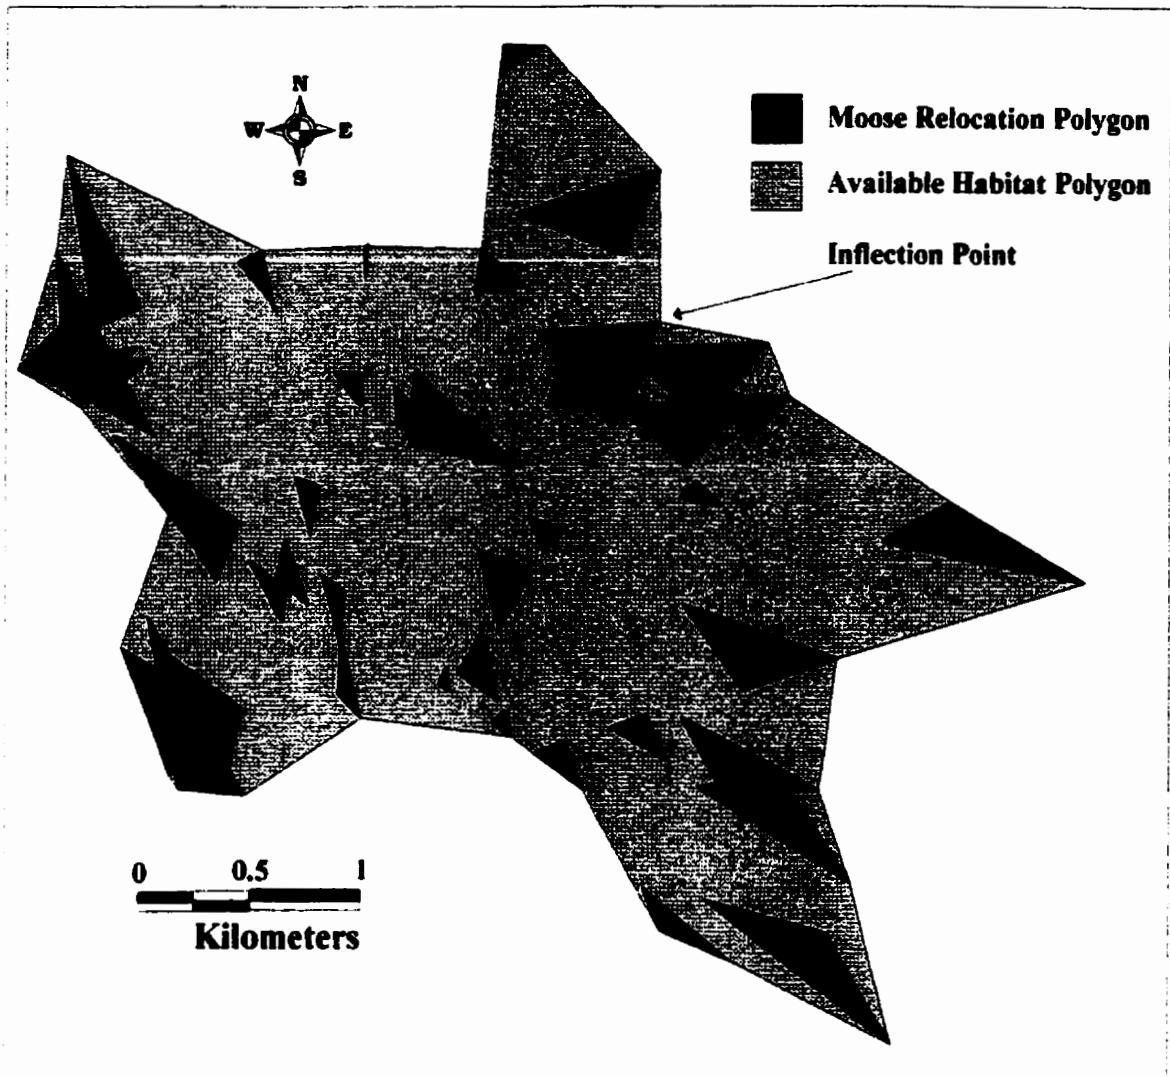 N
W E
S
Moose Relocation Polygon
Available Habitat Polygon
Inflection Point
0 0.5 1
Kilometers